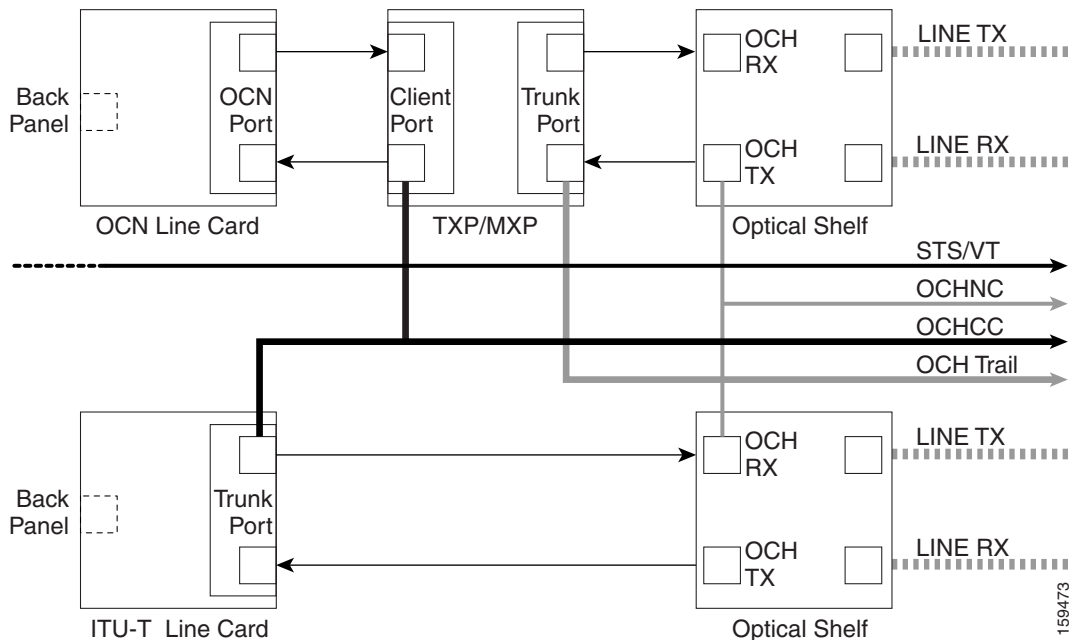 LINE TX
OCH
RX
Back
Panel
OCN
Port
Client
Port
Trunk
Port
LINE RX
OCH
TX
OCN Line Card
TXP/MXP
Optical Shelf
STS/VT
OCHNC
OCHCC
OCH Trail
LINE TX
OCH
RX
Back
Panel
Trunk
Port
LINE RX
OCH
TX
ITU-T Line Card
Optical Shelf
159473